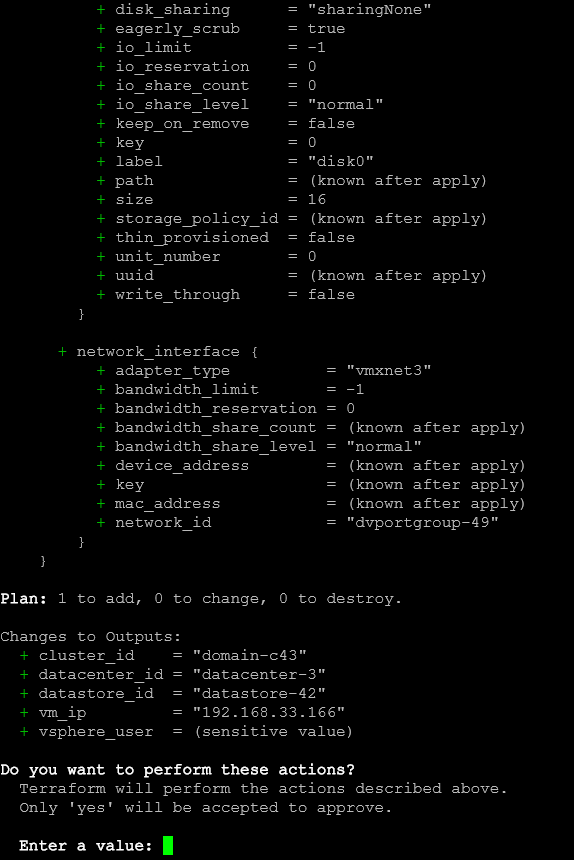 + disk_sharing      = "sharingNone"
+ eagerly_scrub     = true
+ io_limit          = -1
+ io_reservation    = 0
+ io_share_count    = 0
+ io_share_level    = "normal"
+ keep_on_remove    = false
+ key               = 0
+ label             = "disk0"
+ path              = (known after apply)
+ size              = 16
+ storage_policy_id = (known after apply)
+ thin_provisioned  = false
+ unit_number       = 0
+ uuid              = (known after apply)
+ write_through     = false
}
+ network_interface {
+ adapter_type          = "vmxnet3"
+ bandwidth_limit       = -1
+ bandwidth_reservation = 0
+ bandwidth_share_count = (known after apply)
+ bandwidth_share_level = "normal"
+ device_address        = (known after apply)
+ key                   = (known after apply)
+ mac_address           = (known after apply)
+ network_id            = "dvportgroup-49"
}
}
Plan: 1 to add, 0 to change, 0 to destroy.
Changes to Outputs:
+ cluster_id    = "domain-c43"
+ datacenter_id = "datacenter-3"
+ datastore_id  = "datastore-42"
+ vm_ip         = "192.168.33.166"
+ vsphere_user  = (sensitive value)
Do you want to perform these actions?
Terraform will perform the actions described above.
Only 'yes' will be accepted to approve.
Enter a value: